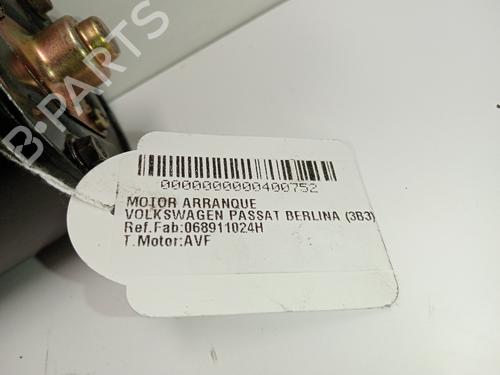 B-PARTS
0000000000400752
MOTOR ARRANQUE
VOLKSWAGEN PASSAT BERLINA (3B3)
Ref.Fab:068911024H
T.Motor:AVF